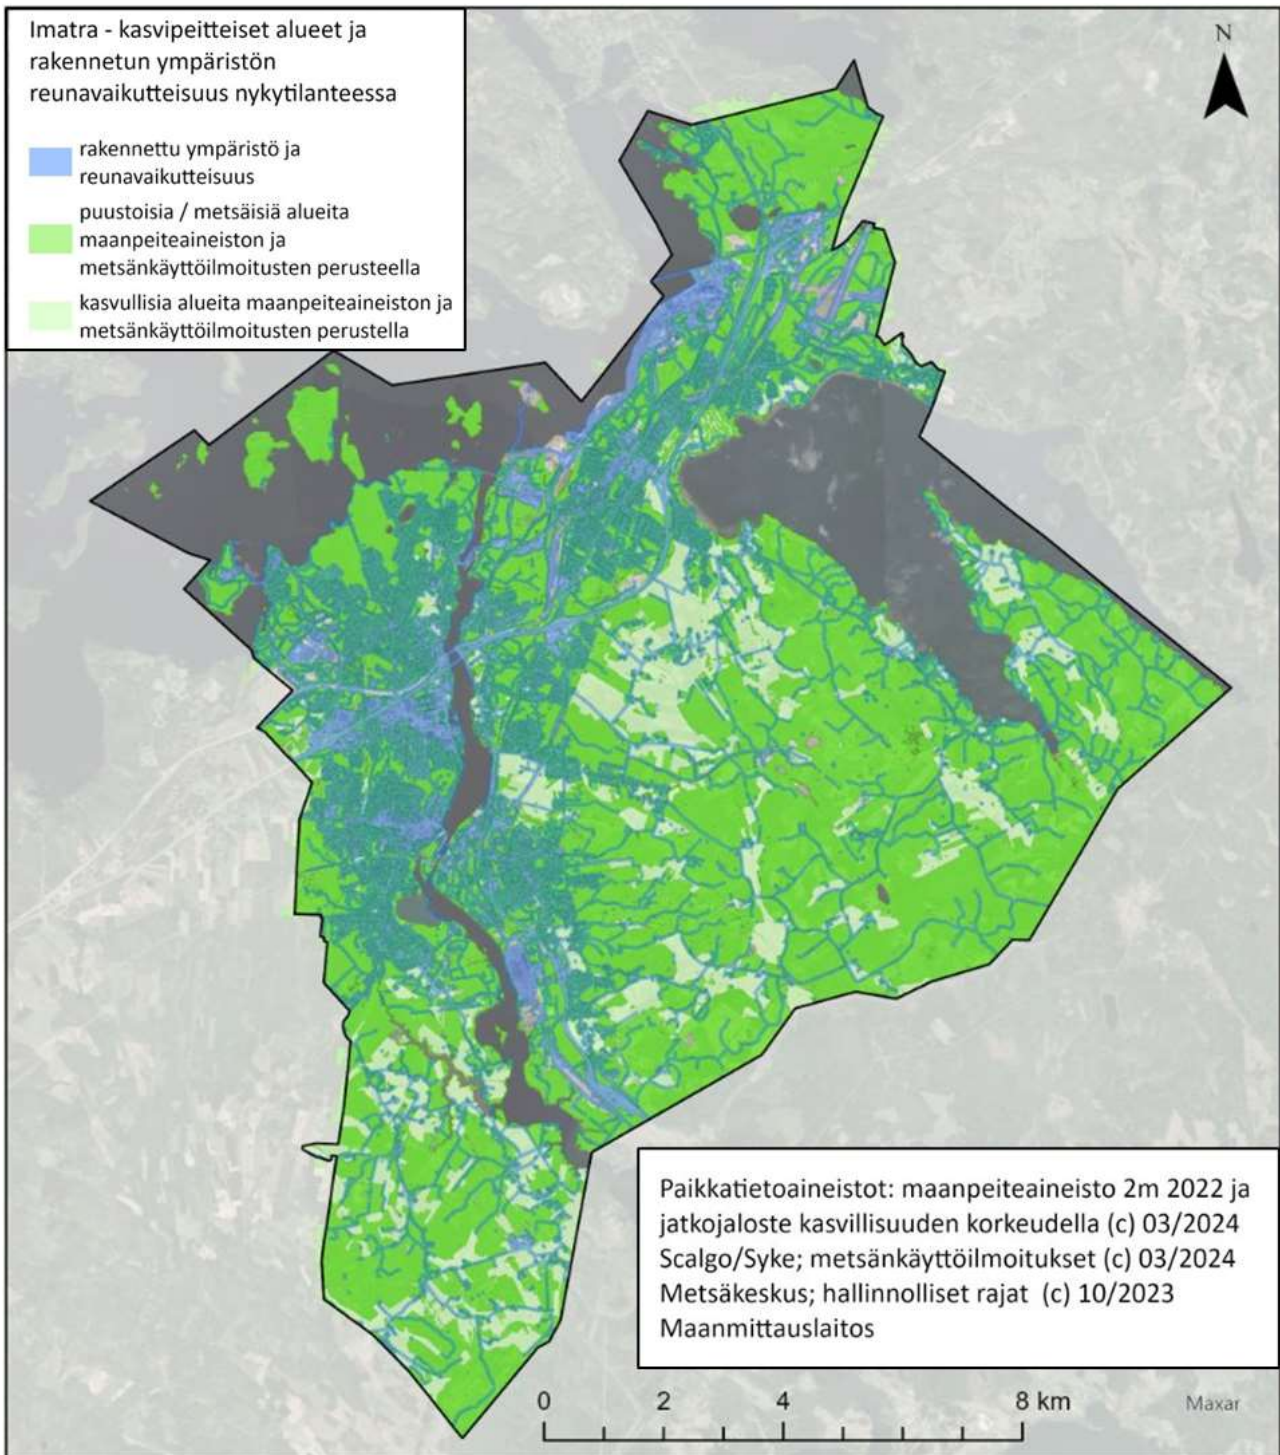 Imatra - kasvipeitteiset alueet ja
rakennetun ympäristön
reunavaikutteisuus nykytilanteessa
rakennettu ympäristö ja
reunavaikutteisuus
puustoisia / metsäisiä alueita
maanpeiteaineiston ja
metsänkäyttöilmoitusten perusteella
kasvullisia alueita maanpeiteaineiston ja
metsänkäyttöilmoitusten perustella
N
Paikkatietoaineistot: maanpeiteaineisto 2m 2022 ja
jatkojaloste kasvillisuuden korkeudella (c) 03/2024
Scalgo/Syke; metsänkäyttöilmoitukset (c) 03/2024
Metsäkeskus; hallinnolliset rajat (c) 10/2023
Maanmittauslaitos
0 2 4 8 km
Maxar